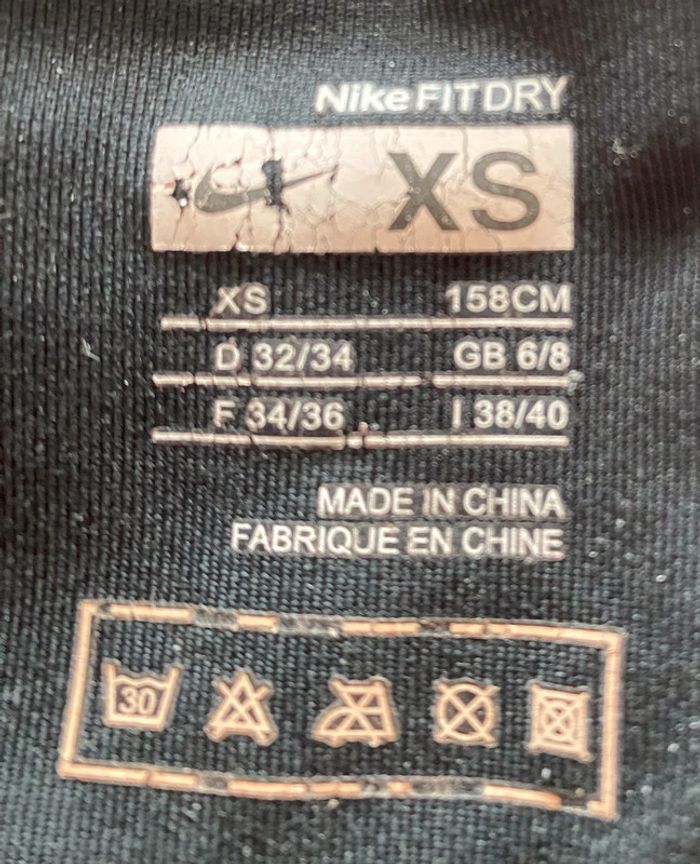 Nike FIT DRY
XS
XS 158CM
D 32/34 GB 6/8
F 34/36 I 38/40
MADE IN CHINA
FABRIQUE EN CHINE
30